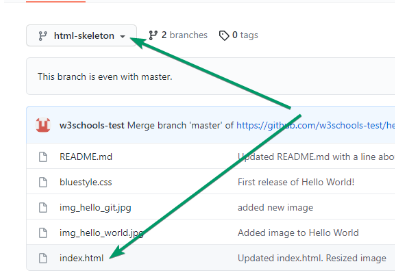 html-skeleton
2 branches
0 tags
This branch is even with master.
w3schools-test Merge branch 'master' of https://github.com/w3schools-test/he
README.md Updated README.md with a line abo
bluestyle.css First release of Hello World!
img_hello_git.jpg added new image
img_hello_world.jpg Added image to Hello World
index.html Updated index.html. Resized image